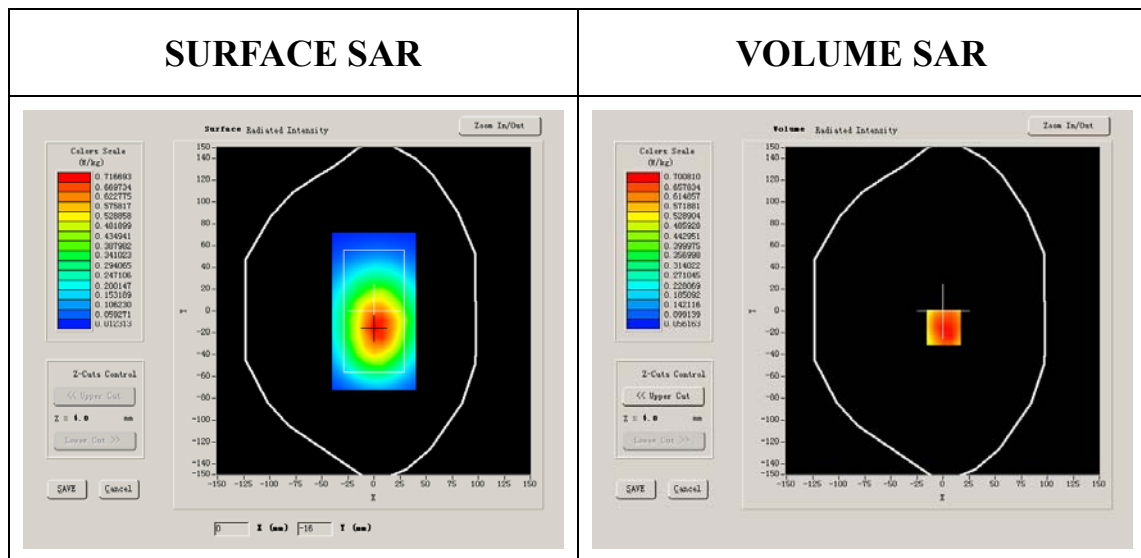 SURFACE SAR
VOLUME SAR
Surface Radiated Intensity
Zoom In/Out
Colors Scale
(W/kg)
0.716693
0.669734
0.622775
0.575817
0.528858
0.481899
0.434941
0.387982
0.341023
0.294065
0.247106
0.200147
0.153189
0.106230
0.059271
0.012313
150
140
120
100
80
60
40
20
0
-20
-40
-60
-80
-100
-120
-140
-150
Y
-150 -125 -100 -75 -50 -25 0 25 50 75 100 125 150
X
Z-Cuts Control
<< Upper Cut
Z = 4.0 mm
Lower Cut >>
SAVE
Cancel
0 X (mm) -16 Y (mm)
Volume Radiated Intensity
Zoom In/Out
Colors Scale
(W/kg)
0.700810
0.657834
0.614857
0.571881
0.528904
0.485928
0.442951
0.399975
0.356998
0.314022
0.271045
0.228069
0.185092
0.142116
0.099139
0.056163
150
140
120
100
80
60
40
20
0
-20
-40
-60
-80
-100
-120
-140
-150
Y
-150 -125 -100 -75 -50 -25 0 25 50 75 100 125 150
X
Z-Cuts Control
<< Upper Cut
Z = 4.0 mm
Lower Cut >>
SAVE
Cancel